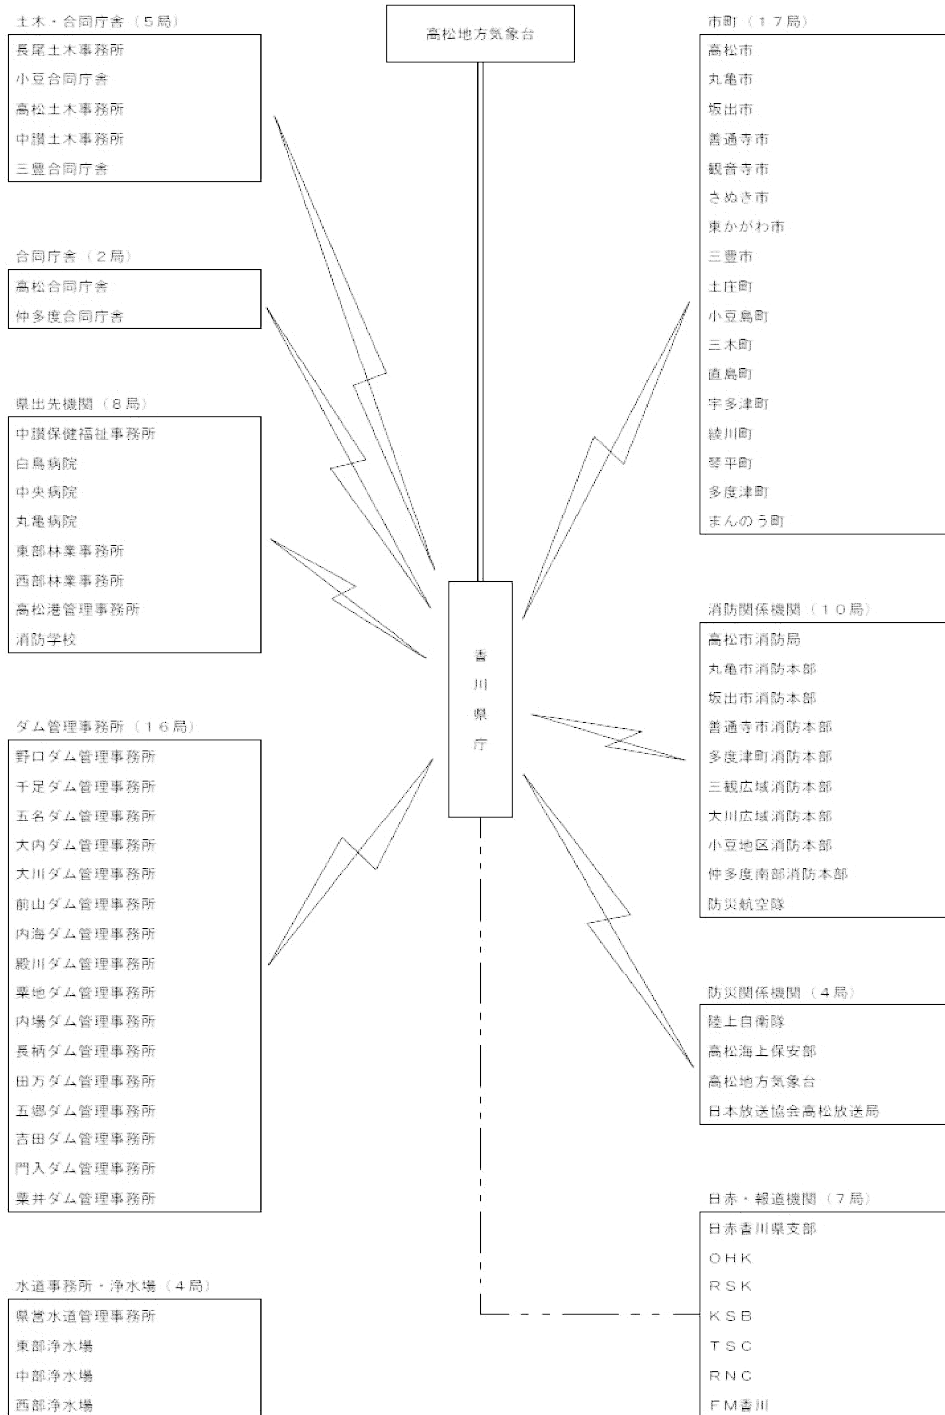 土木・合同庁舎（５局）
長尾土木事務所
小豆合同庁舎
高松土木事務所
中讃土木事務所
三豊合同庁舎
合同庁舎（２局）
高松合同庁舎
仲多度合同庁舎
県出先機関（８局）
中讃保健福祉事務所
白鳥病院
中央病院
丸亀病院
東部林業事務所
西部林業事務所
高松港管理事務所
消防学校
ダム管理事務所（１６局）
野口ダム管理事務所
千足ダム管理事務所
五名ダム管理事務所
大内ダム管理事務所
大川ダム管理事務所
前山ダム管理事務所
内海ダム管理事務所
殿川ダム管理事務所
粟地ダム管理事務所
内場ダム管理事務所
長柄ダム管理事務所
田万ダム管理事務所
五郷ダム管理事務所
吉田ダム管理事務所
門入ダム管理事務所
粟井ダム管理事務所
水道事務所・浄水場（４局）
県営水道管理事務所
東部浄水場
中部浄水場
西部浄水場
高松地方気象台
香川県庁
市町（１７局）
高松市
丸亀市
坂出市
善通寺市
観音寺市
さぬき市
東かがわ市
三豊市
土庄町
小豆島町
三木町
直島町
宇多津町
綾川町
琴平町
多度津町
まんのう町
消防関係機関（１０局）
高松市消防局
丸亀市消防本部
坂出市消防本部
善通寺市消防本部
多度津町消防本部
三観広域消防本部
大川広域消防本部
小豆地区消防本部
仲多度南部消防本部
防災航空隊
防災関係機関（４局）
陸上自衛隊
高松海上保安部
高松地方気象台
日本放送協会高松放送局
日赤・報道機関（７局）
日赤香川県支部
ＯＨＫ
ＲＳＫ
ＫＳＢ
ＴＳＣ
ＲＮＣ
ＦＭ香川